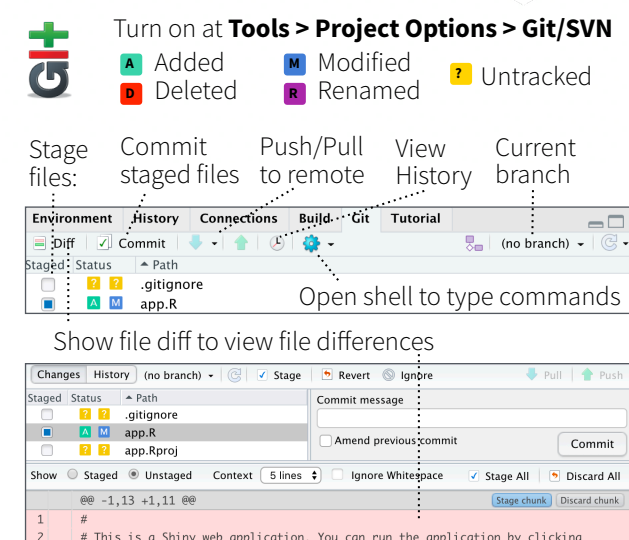 git
Turn on at Tools > Project Options > Git/SVN
A Added M Modified ? Untracked
D Deleted R Renamed
Stage files:
Commit staged files
Push/Pull to remote
View History
Current branch
Environment History Connections Build Git Tutorial
Diff Commit (no branch)
Staged Status Path
? ? .gitignore
A M app.R
Open shell to type commands
Show file diff to view file differences
Changes History (no branch) Stage Revert Ignore Pull Push
Staged Status Path Commit message
? ? .gitignore
A M app.R
Amend previous commit Commit
? ? app.Rproj
Show Staged Unstaged Context 5 lines Ignore Whitespace Stage All Discard All
@@ -1,13 +1,11 @@ Stage chunk Discard chunk
1 #
2 # This is a Shiny web application. You can run the application by clicking